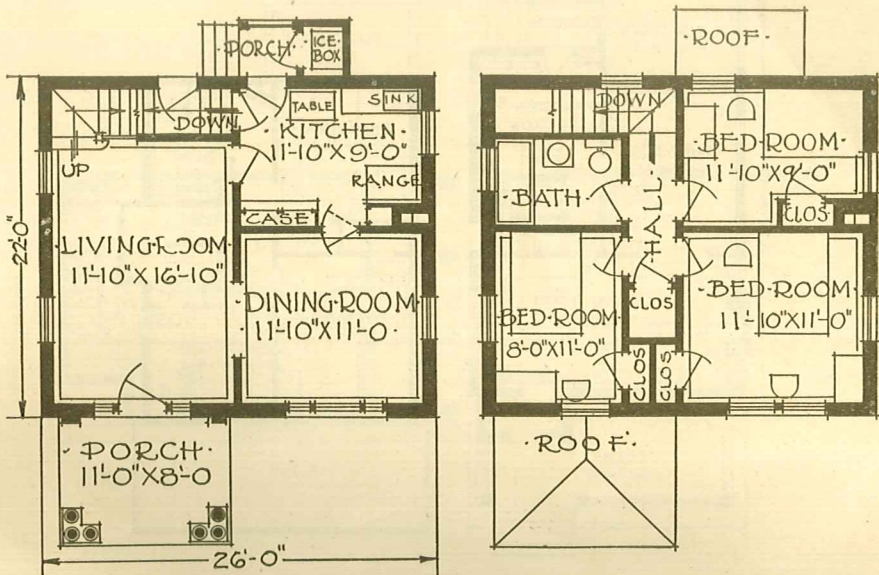 ·PORCH·
ICE
BOX
TABLE
SINK
DOWN
·KITCHEN·
11'-10"X9'-0"
RANGE
UP
CASE
LIVING·ROOM
11'-10"X16'-10"
DINING·ROOM
11'-10"X11'-0·
22'-0"
·PORCH·
11'-0"X8'-0
26'-0"
·ROOF·
DOWN
·BED·ROOM·
11'-10"X9'-0"
·BATH·
HALL
CLOS
·BED·ROOM·
8'-0"X11'-0"
CLOS
·BED·ROOM·
11'-10"X11'-0"
CLOS
CLOS
·ROOF·